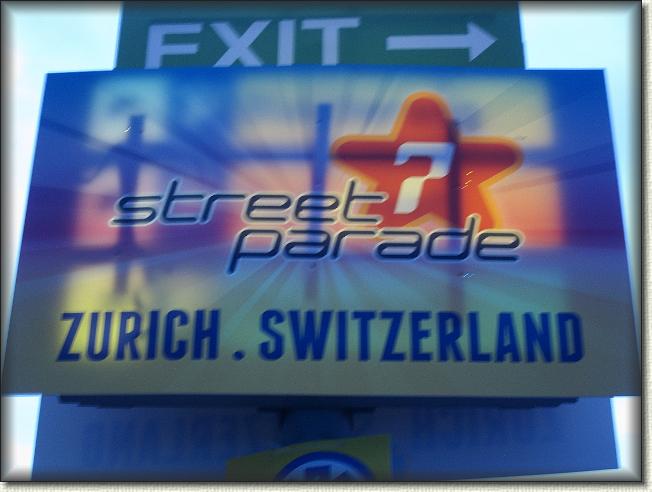 EXIT
street
parade
ZURICH . SWITZERLAND